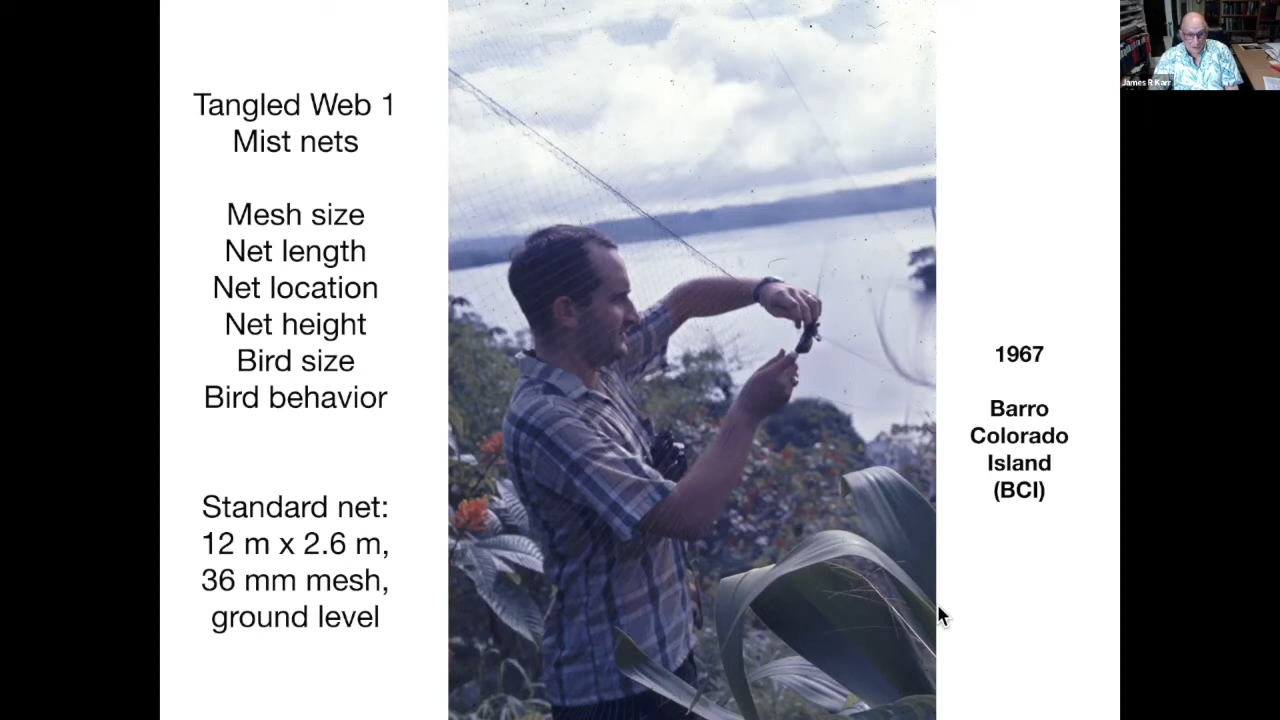 Tangled Web 1
Mist nets
Mesh size
Net length
Net location
Net height
Bird size
Bird behavior
Standard net:
12 m x 2.6 m,
36 mm mesh,
ground level
1967
Barro
Colorado
Island
(BCI)
James R Karr